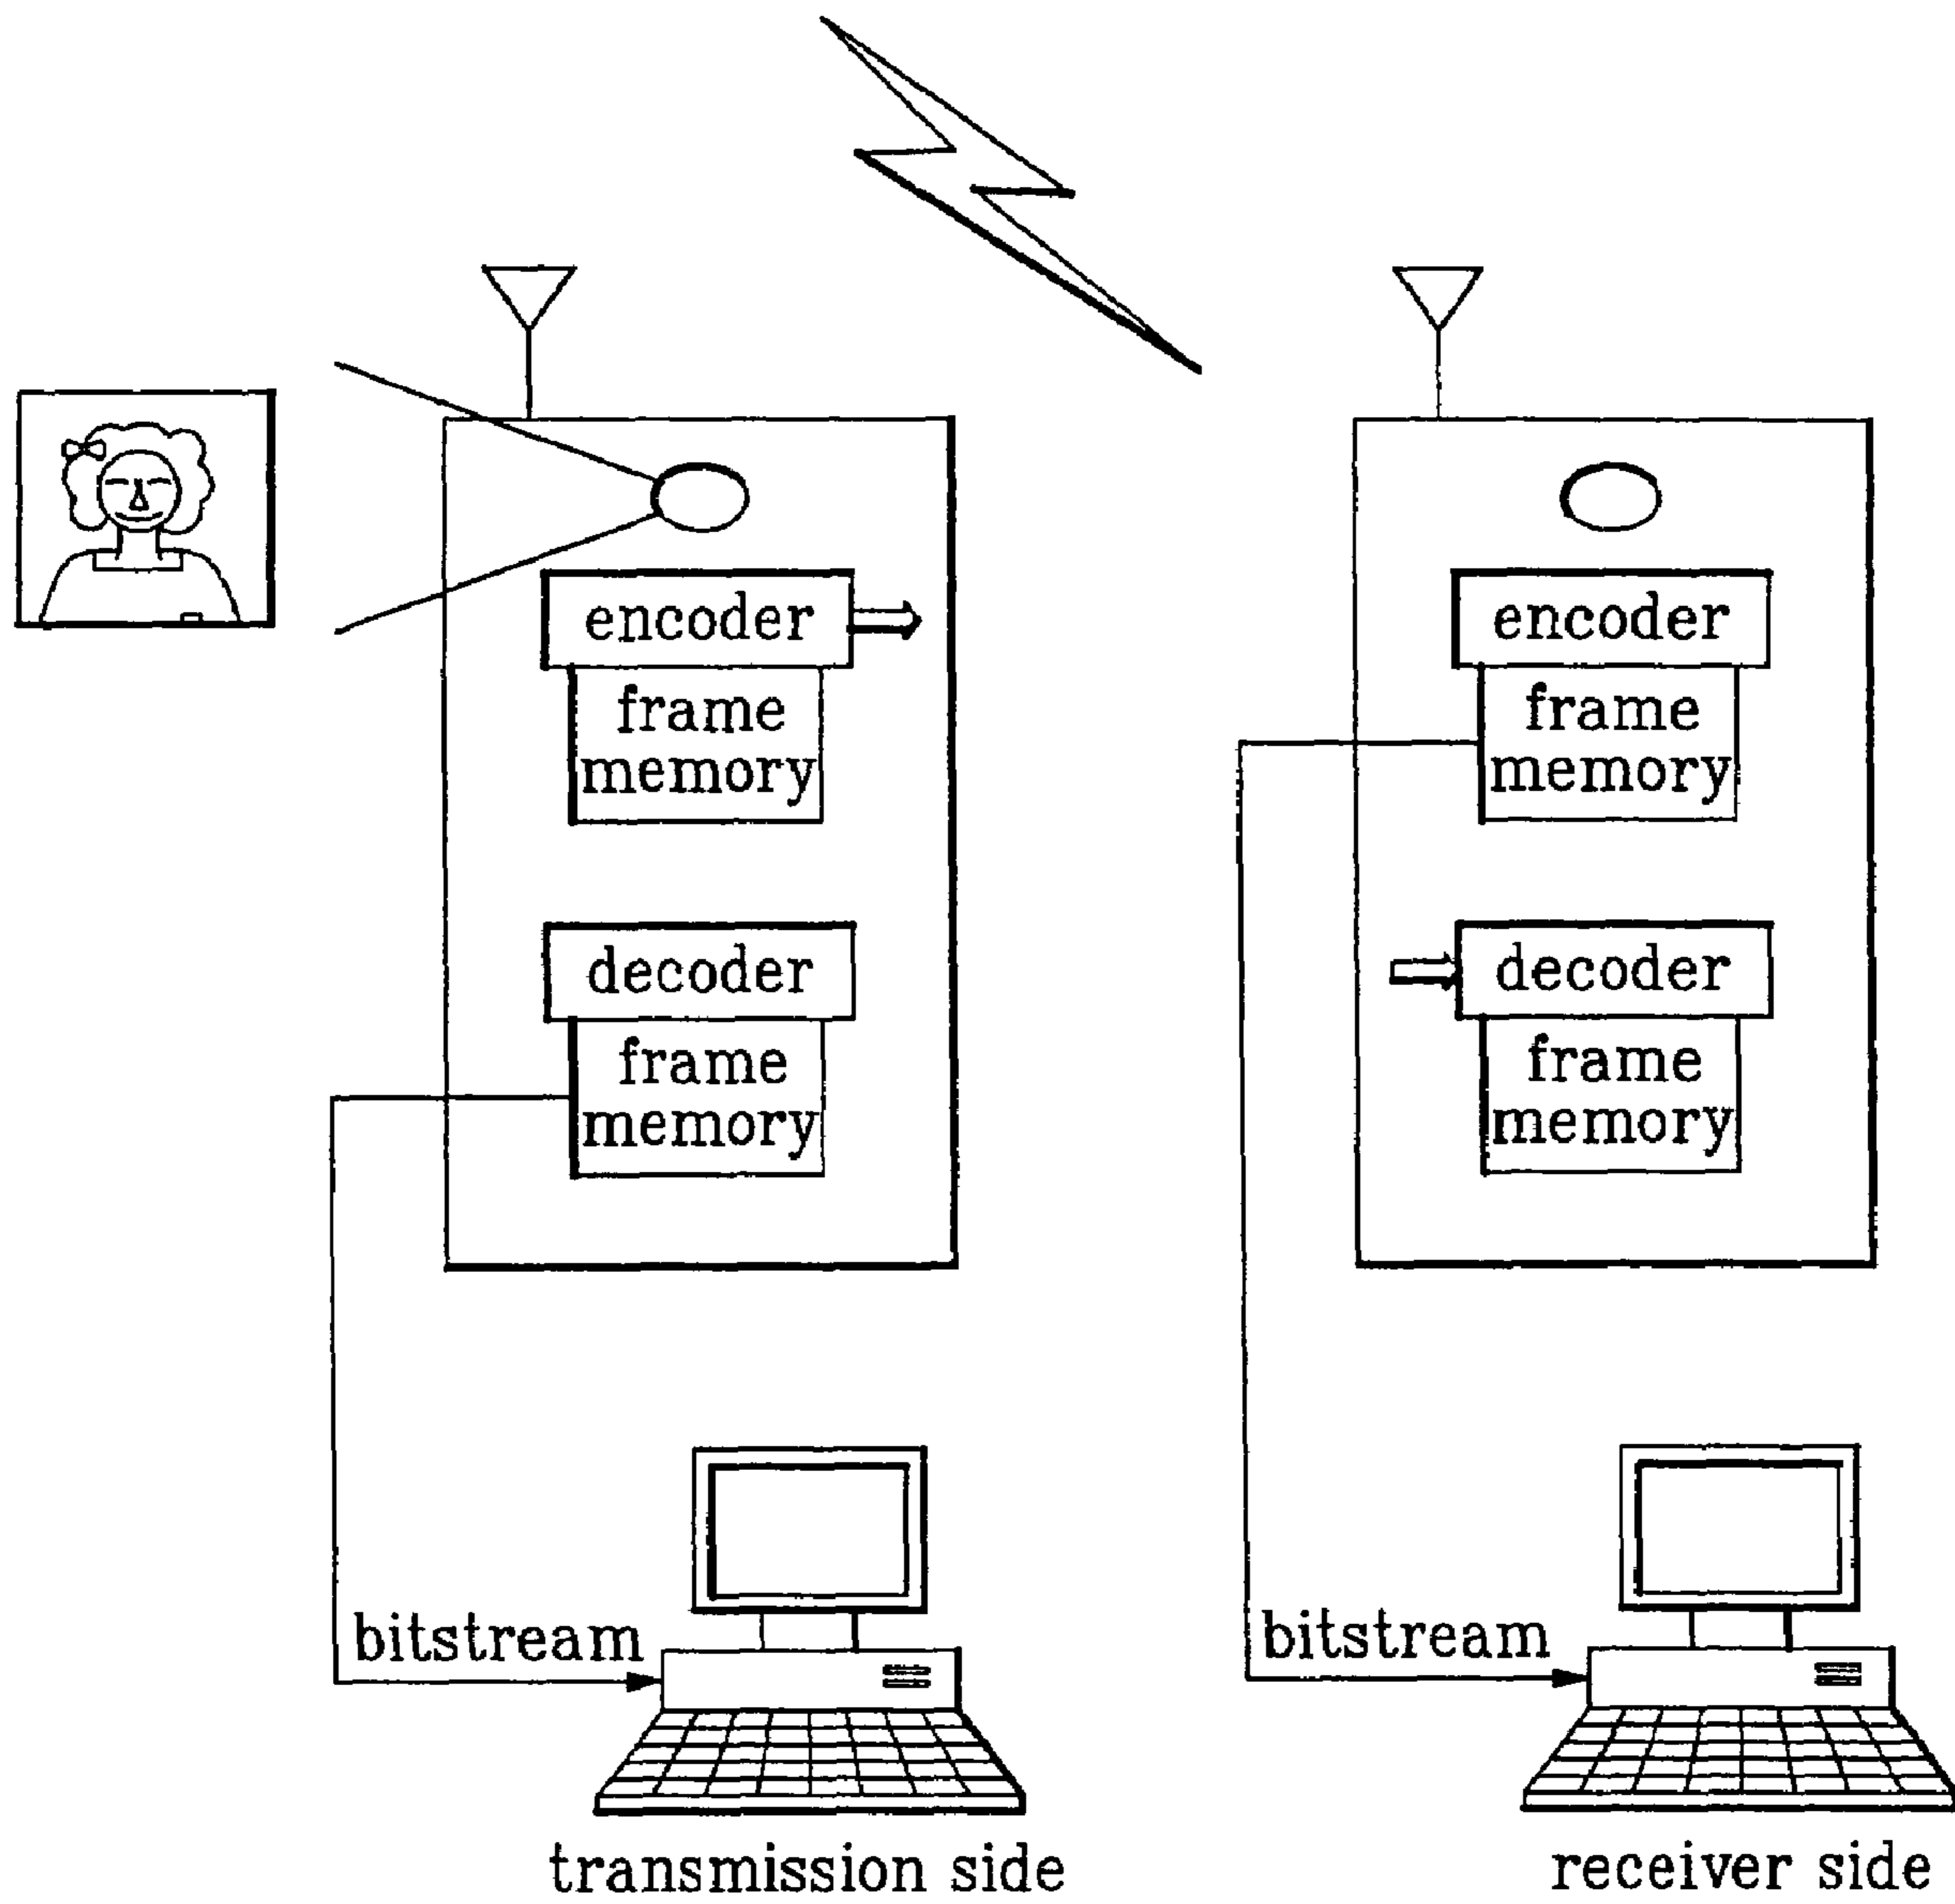 encoder
frame
memory
decoder
frame
memory
bitstream
transmission side
encoder
frame
memory
decoder
frame
memory
bitstream
receiver side